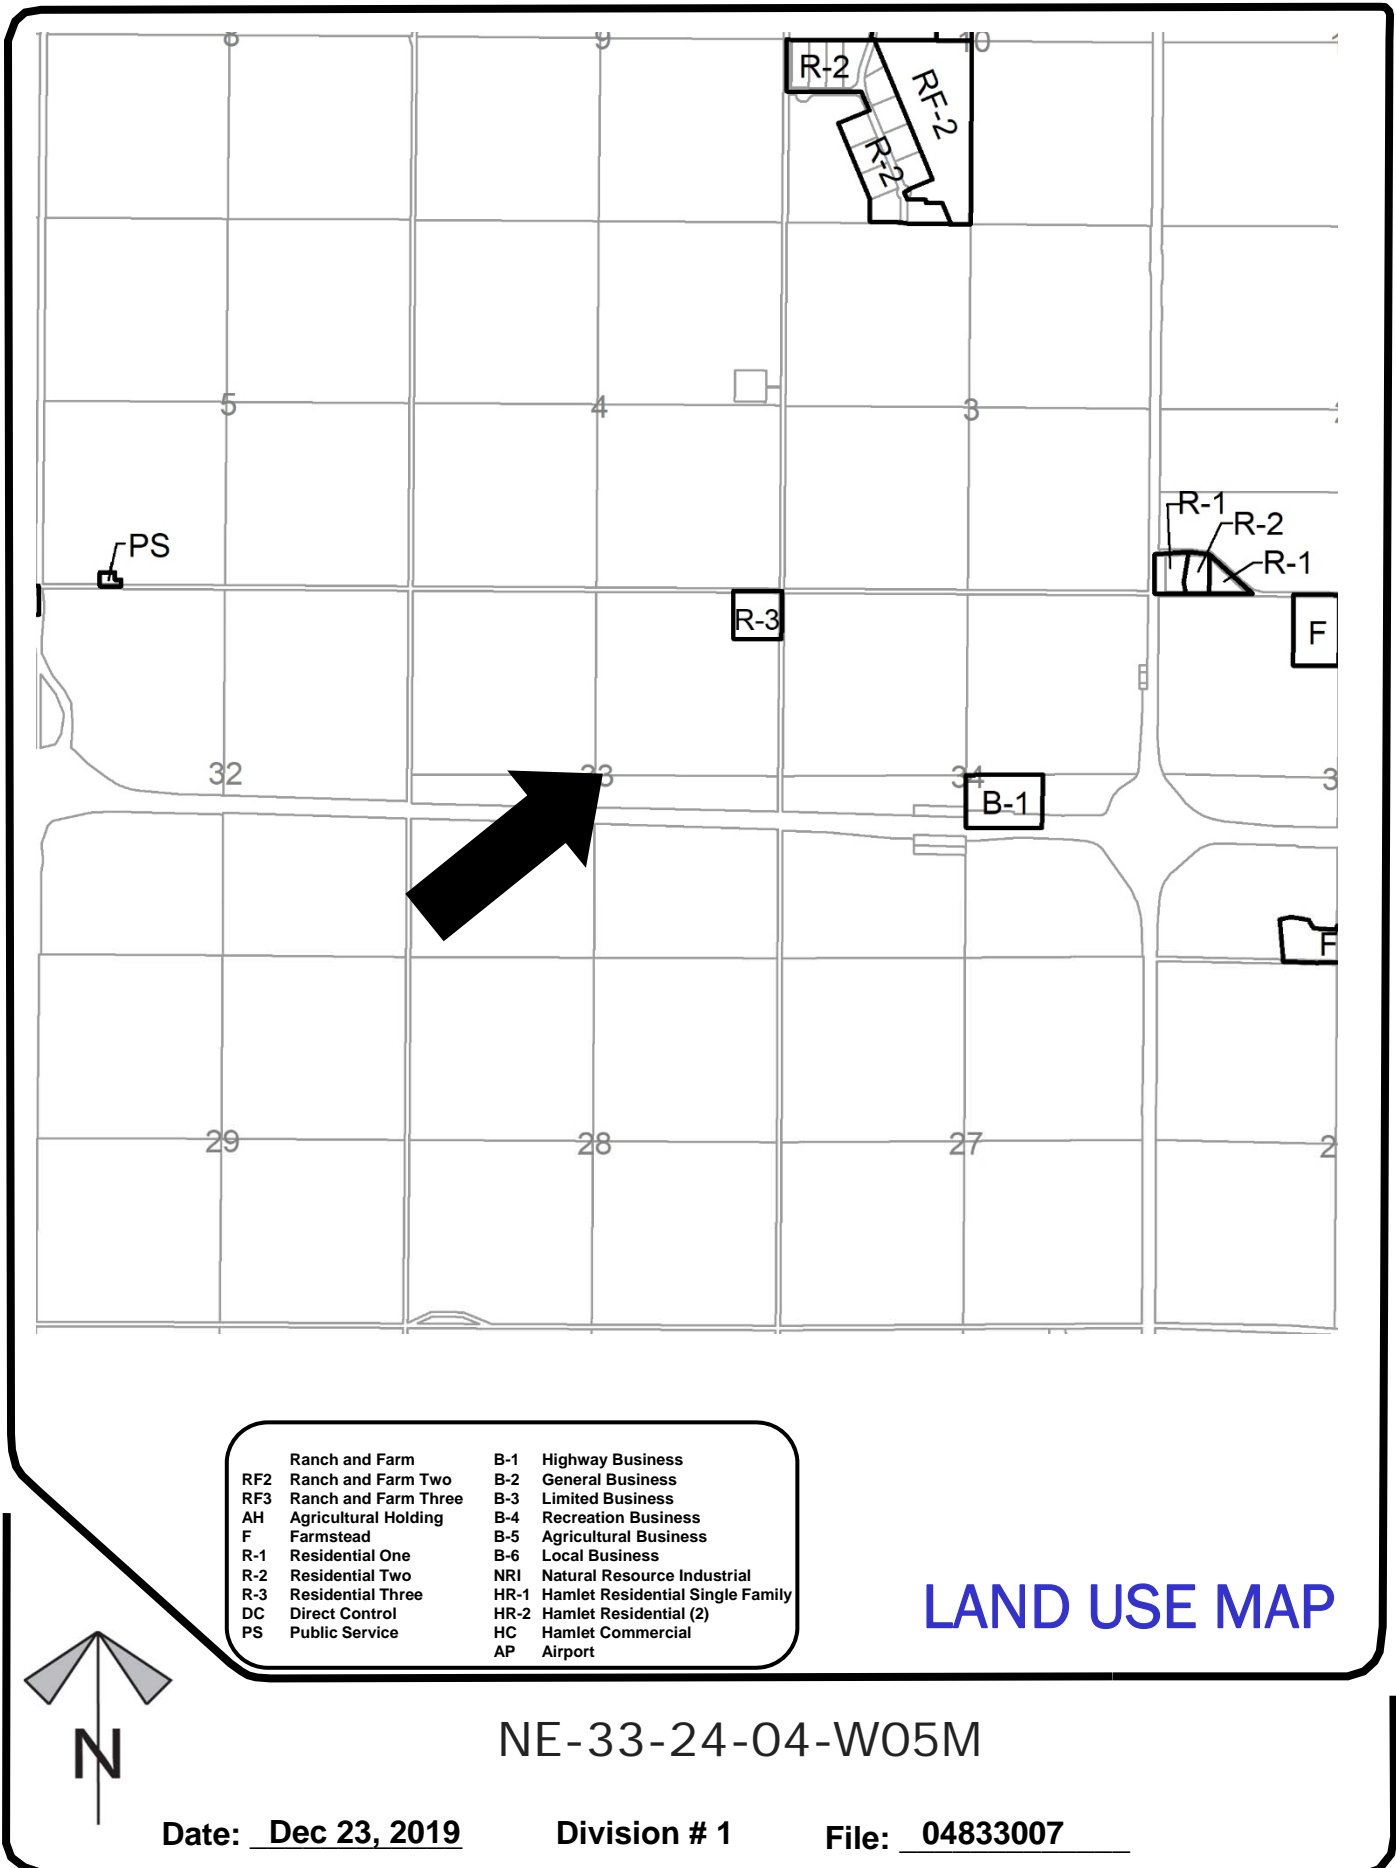 8 9 10
R-2
RF-2
R-2
5 4 3
R-1
R-2
PS
R-1
R-3
F
32 33 34 3
B-1
F
29 28 27 2
Ranch and Farm B-1 Highway Business
RF2 Ranch and Farm Two B-2 General Business
RF3 Ranch and Farm Three B-3 Limited Business
AH Agricultural Holding B-4 Recreation Business
F Farmstead B-5 Agricultural Business
R-1 Residential One B-6 Local Business
R-2 Residential Two NRI Natural Resource Industrial
R-3 Residential Three HR-1 Hamlet Residential Single Family
DC Direct Control HR-2 Hamlet Residential (2)
PS Public Service HC Hamlet Commercial
AP Airport
LAND USE MAP
N
NE-33-24-04-W05M
Date: Dec 23, 2019 Division # 1 File: 04833007